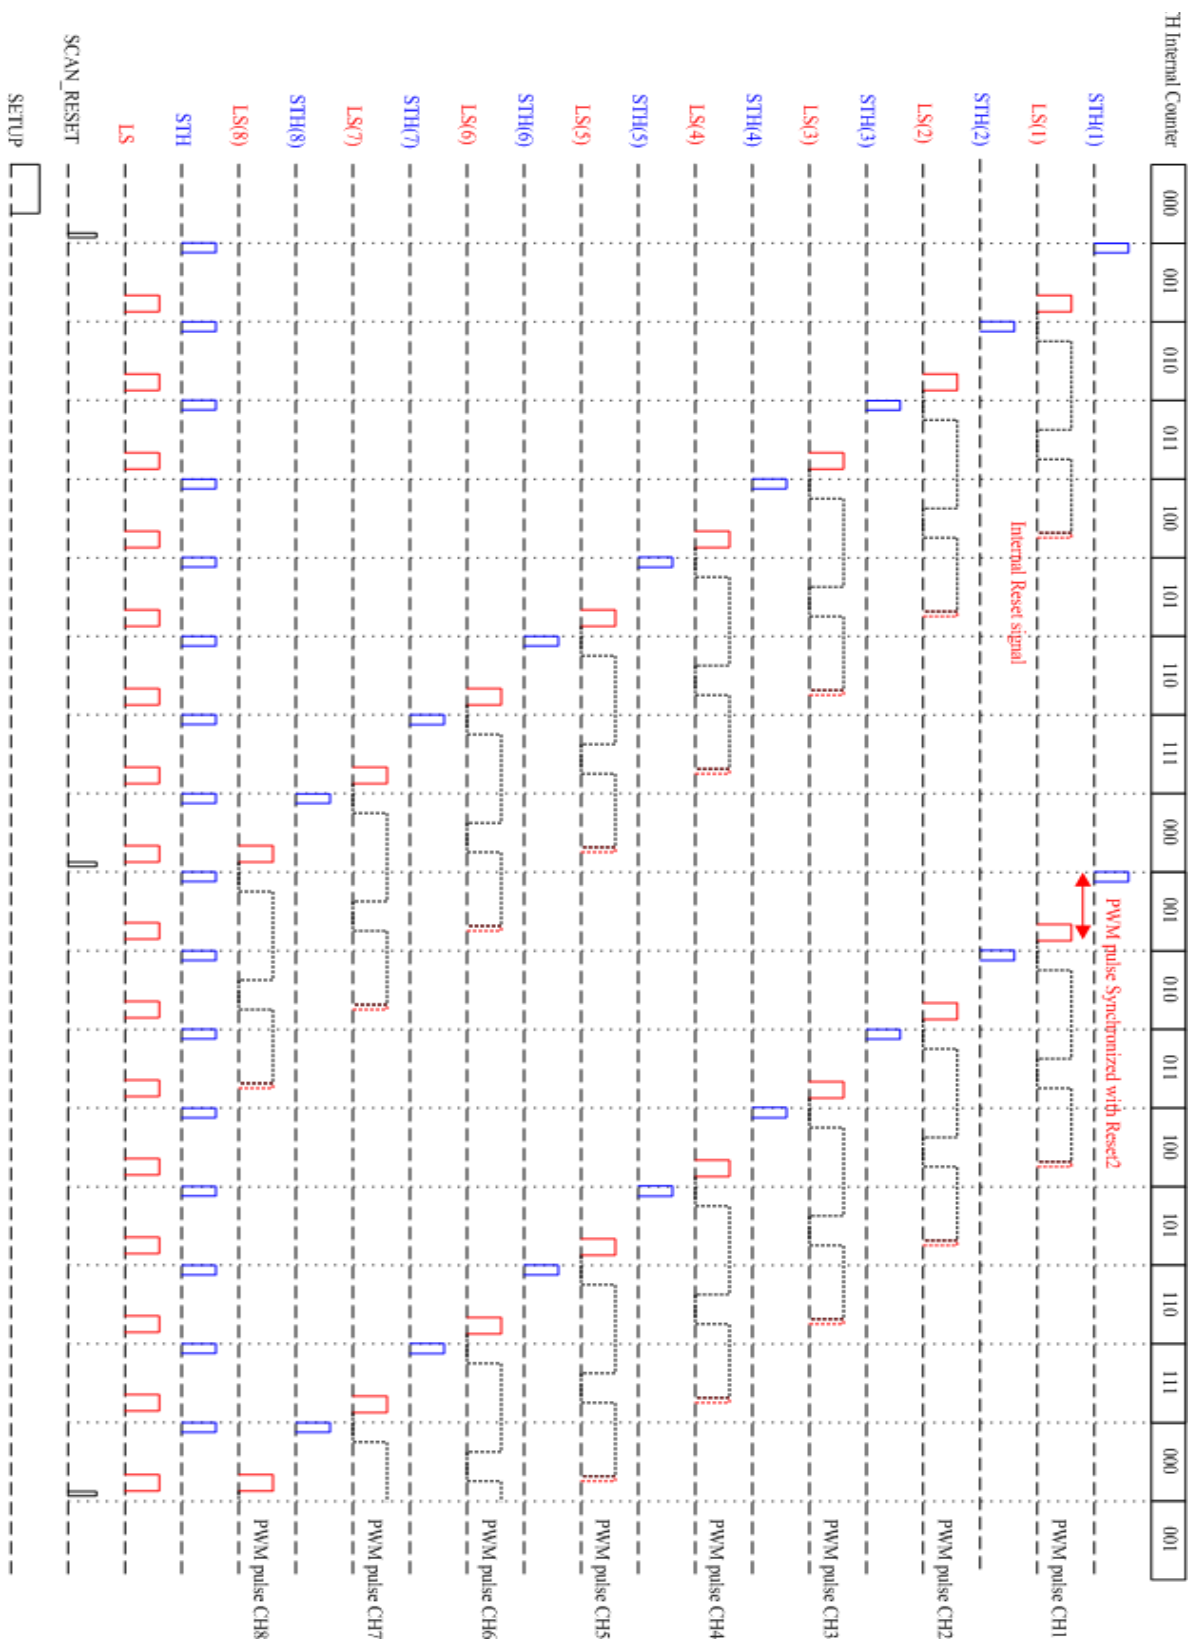 H Internal Counter 000 001 010 011 100 101 110 111 000 001 010 011 100 101 110 111 000 001
STH(1)
PWM pulse Synchronized with Reset2
LS(1) PWM pulse CH1
Internal Reset signal
STH(2)
LS(2) PWM pulse CH2
STH(3)
LS(3) PWM pulse CH3
STH(4)
LS(4) PWM pulse CH4
STH(5)
LS(5) PWM pulse CH5
STH(6)
LS(6) PWM pulse CH6
STH(7)
LS(7) PWM pulse CH7
STH(8)
LS(8) PWM pulse CH8
STH
LS
SCAN_RESET
SETUP